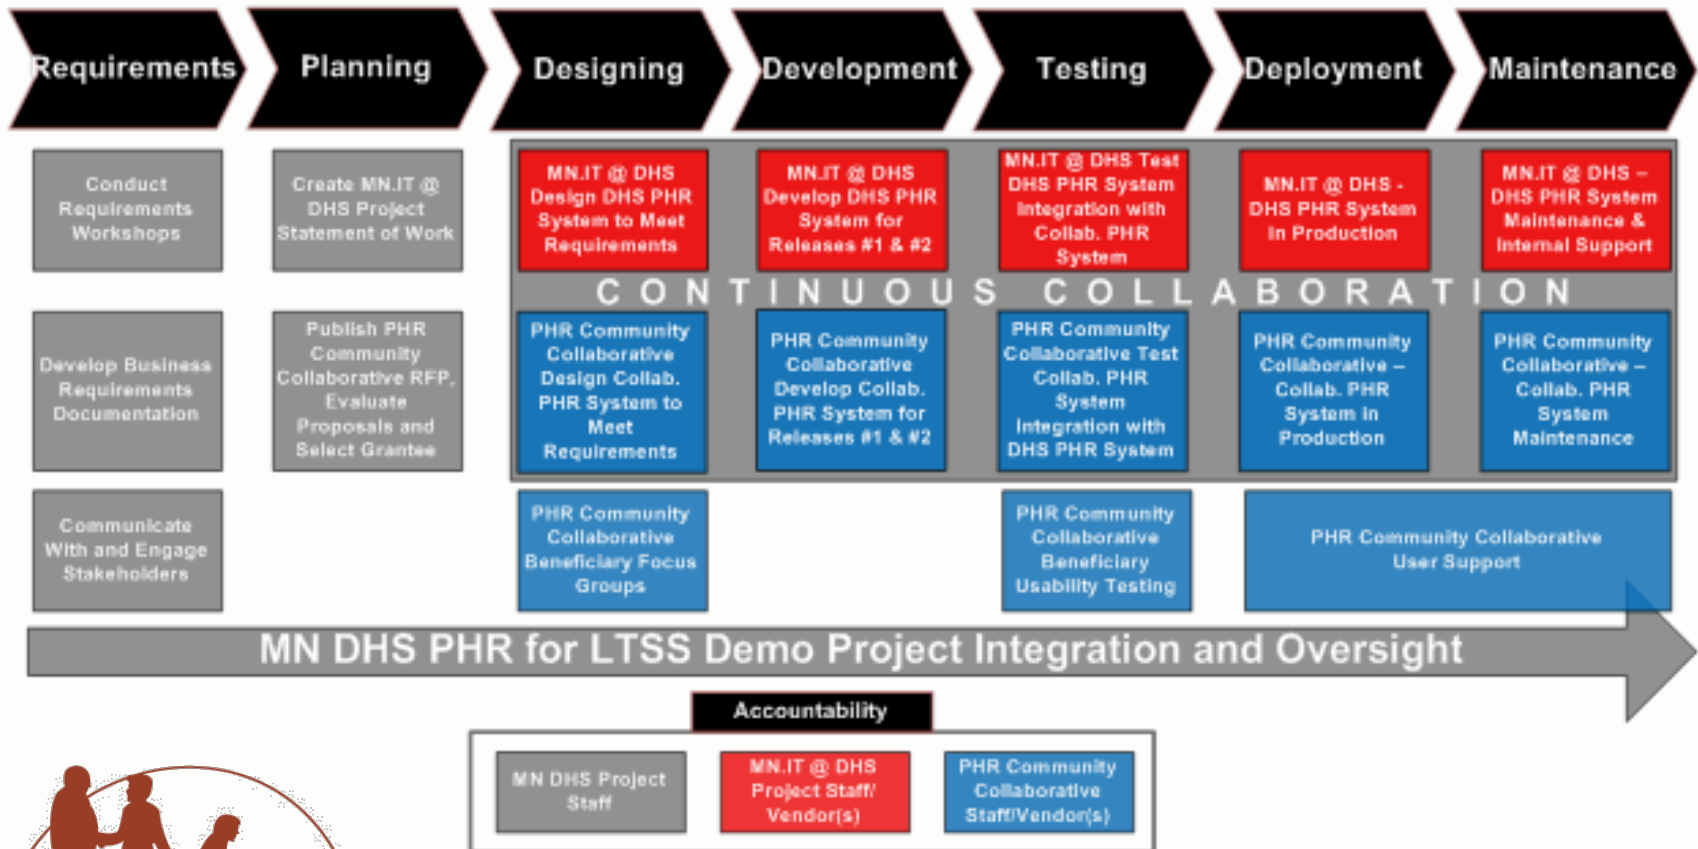 Requirements
Planning
Designing
Development
Testing
Deployment
Maintenance
Conduct
Requirements
Workshops
Create MN.IT @
DHS Project
Statement of Work
MN.IT @ DHS
Design DHS PHR
System to Meet
Requirements
MN.IT @ DHS
Develop DHS PHR
System for
Releases #1 & #2
MN.IT @ DHS Test
DHS PHR System
Integration with
Collab. PHR
System
MN.IT @ DHS -
DHS PHR System
in Production
MN.IT @ DHS –
DHS PHR System
Maintenance &
Internal Support
CONTINUOUS COLLABORATION
Develop Business
Requirements
Documentation
Publish PHR
Community
Collaborative RFP,
Evaluate
Proposals and
Select Grantee
PHR Community
Collaborative
Design Collab.
PHR System to
Meet
Requirements
PHR Community
Collaborative
Develop Collab.
PHR System for
Releases #1 & #2
PHR Community
Collaborative Test
Collab. PHR
System
Integration with
DHS PHR System
PHR Community
Collaborative –
Collab. PHR
System in
Production
PHR Community
Collaborative –
Collab. PHR
System
Maintenance
Communicate
With and Engage
Stakeholders
PHR Community
Collaborative
Beneficiary Focus
Groups
PHR Community
Collaborative
Beneficiary
Usability Testing
PHR Community Collaborative
User Support
MN DHS PHR for LTSS Demo Project Integration and Oversight
Accountability
MN DHS Project
Staff
MN.IT @ DHS
Project Staff/
Vendor(s)
PHR Community
Collaborative
Staff/Vendor(s)